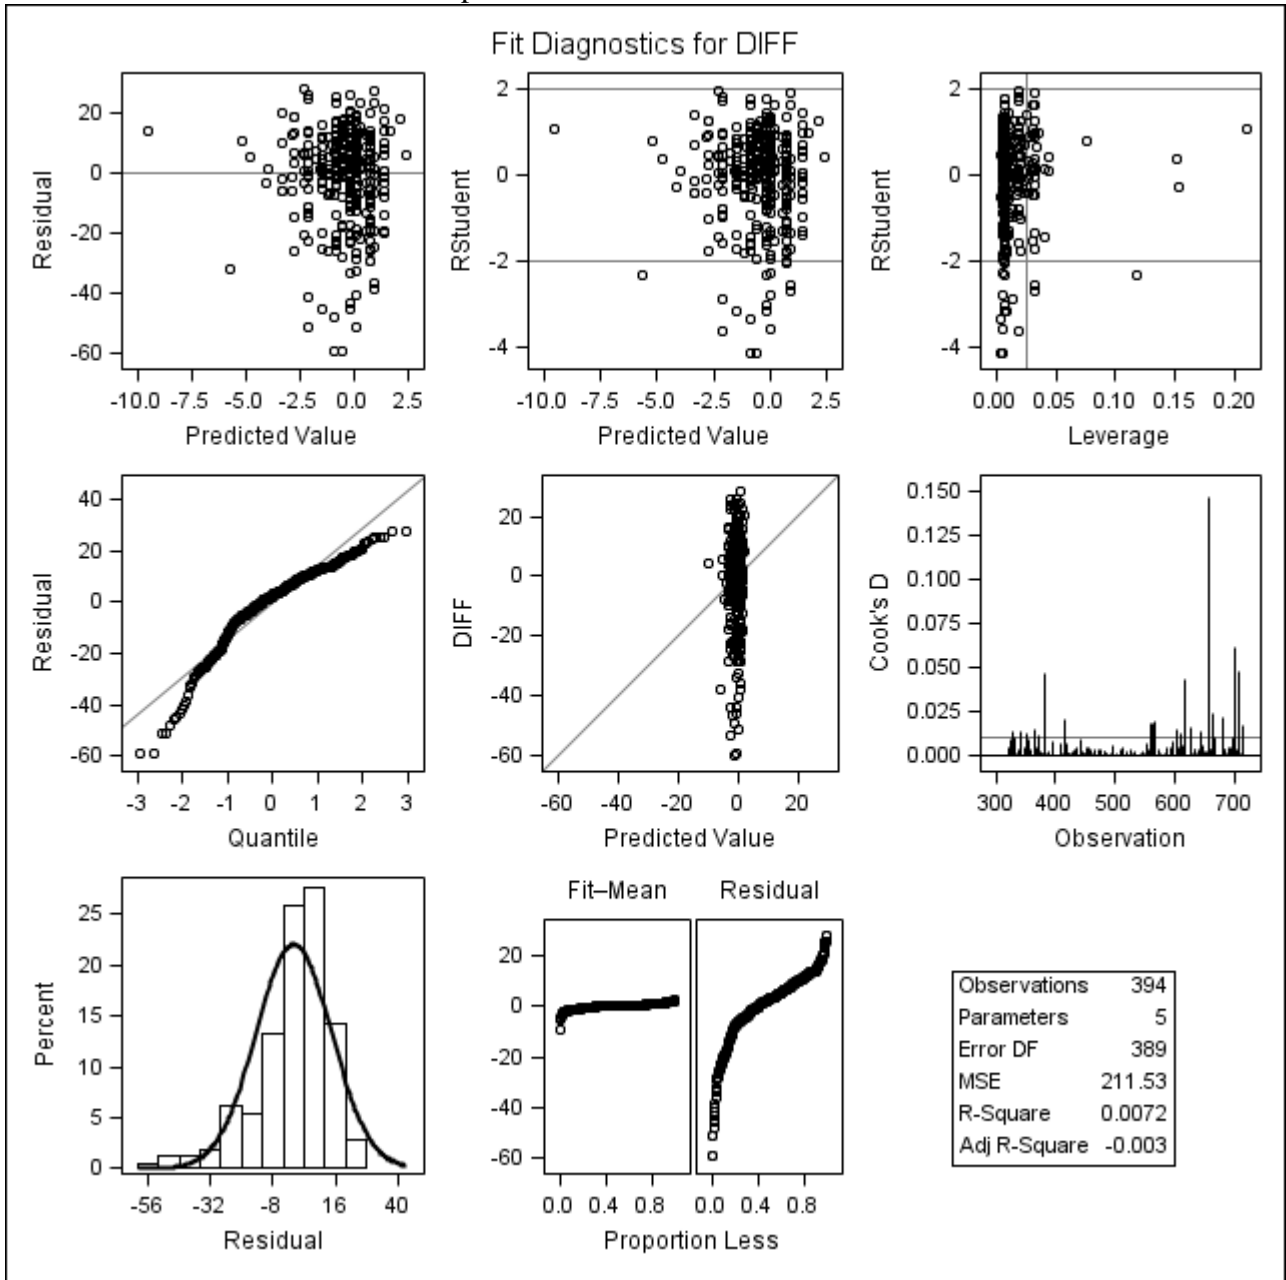 Fit Diagnostics for DIFF
20
0
-20
-40
-60
Residual
-10.0 -7.5 -5.0 -2.5 0.0 2.5
Predicted Value
2
0
-2
-4
RStudent
-10.0 -7.5 -5.0 -2.5 0.0 2.5
Predicted Value
2
0
-2
-4
RStudent
0.00 0.05 0.10 0.15 0.20
Leverage
40
20
0
-20
-40
-60
Residual
-3 -2 -1 0 1 2 3
Quantile
20
0
-20
-40
-60
DIFF
-60 -40 -20 0 20
Predicted Value
0.150
0.125
0.100
0.075
0.050
0.025
0.000
Cook's D
300 400 500 600 700
Observation
25
20
15
10
5
0
Percent
-56 -32 -8 16 40
Residual
Fit–Mean Residual
20
0
-20
-40
-60
0.0 0.4 0.8 0.0 0.4 0.8
Proportion Less
Observations 394
Parameters 5
Error DF 389
MSE 211.53
R-Square 0.0072
Adj R-Square -0.003